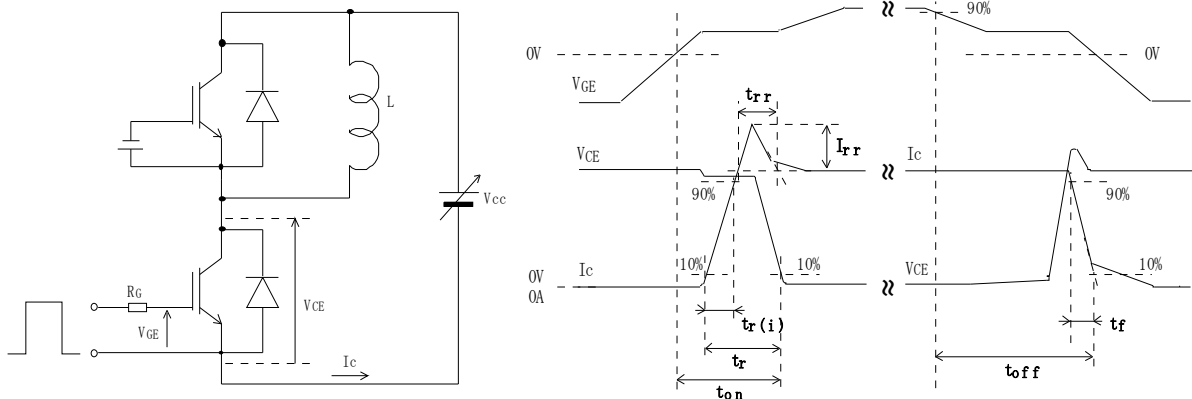 L
Vcc
RG
VGE
VCE
Ic
90%
0V
0V
VGE
trr
Irr
VCE
Ic
90%
90%
10%
10%
10%
Ic
VCE
0V
0A
tr(i)
tf
tr
toff
ton